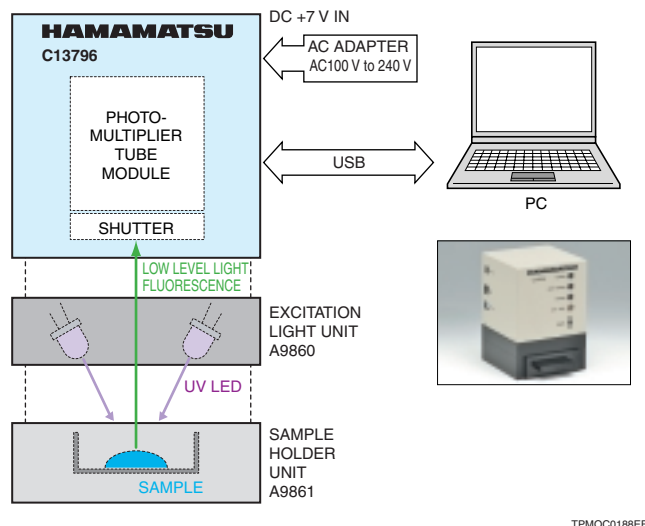 HAMAMATSU
C13796
DC +7 V IN
AC ADAPTER
AC100 V to 240 V
PHOTO-
MULTIPLIER
TUBE
MODULE
SHUTTER
USB
PC
LOW LEVEL LIGHT
FLUORESCENCE
EXCITATION
LIGHT UNIT
A9860
UV LED
SAMPLE
HOLDER
UNIT
A9861
SAMPLE
HAMAMATSU